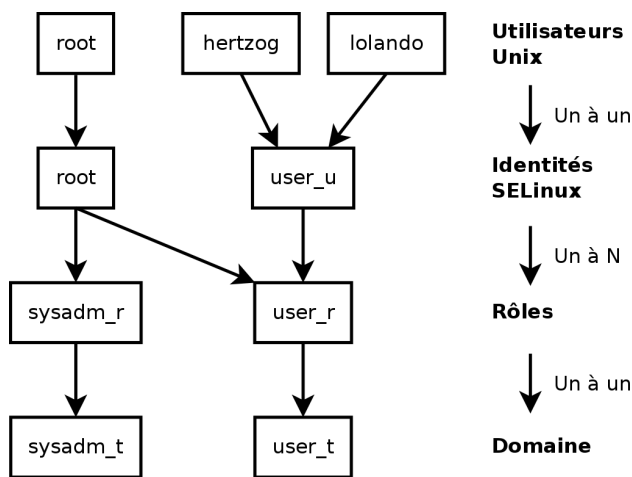 root
hertzog
lolando
Utilisateurs
Unix
Un à un
root
user_u
Identités
SELinux
Un à N
sysadm_r
user_r
Rôles
Un à un
sysadm_t
user_t
Domaine